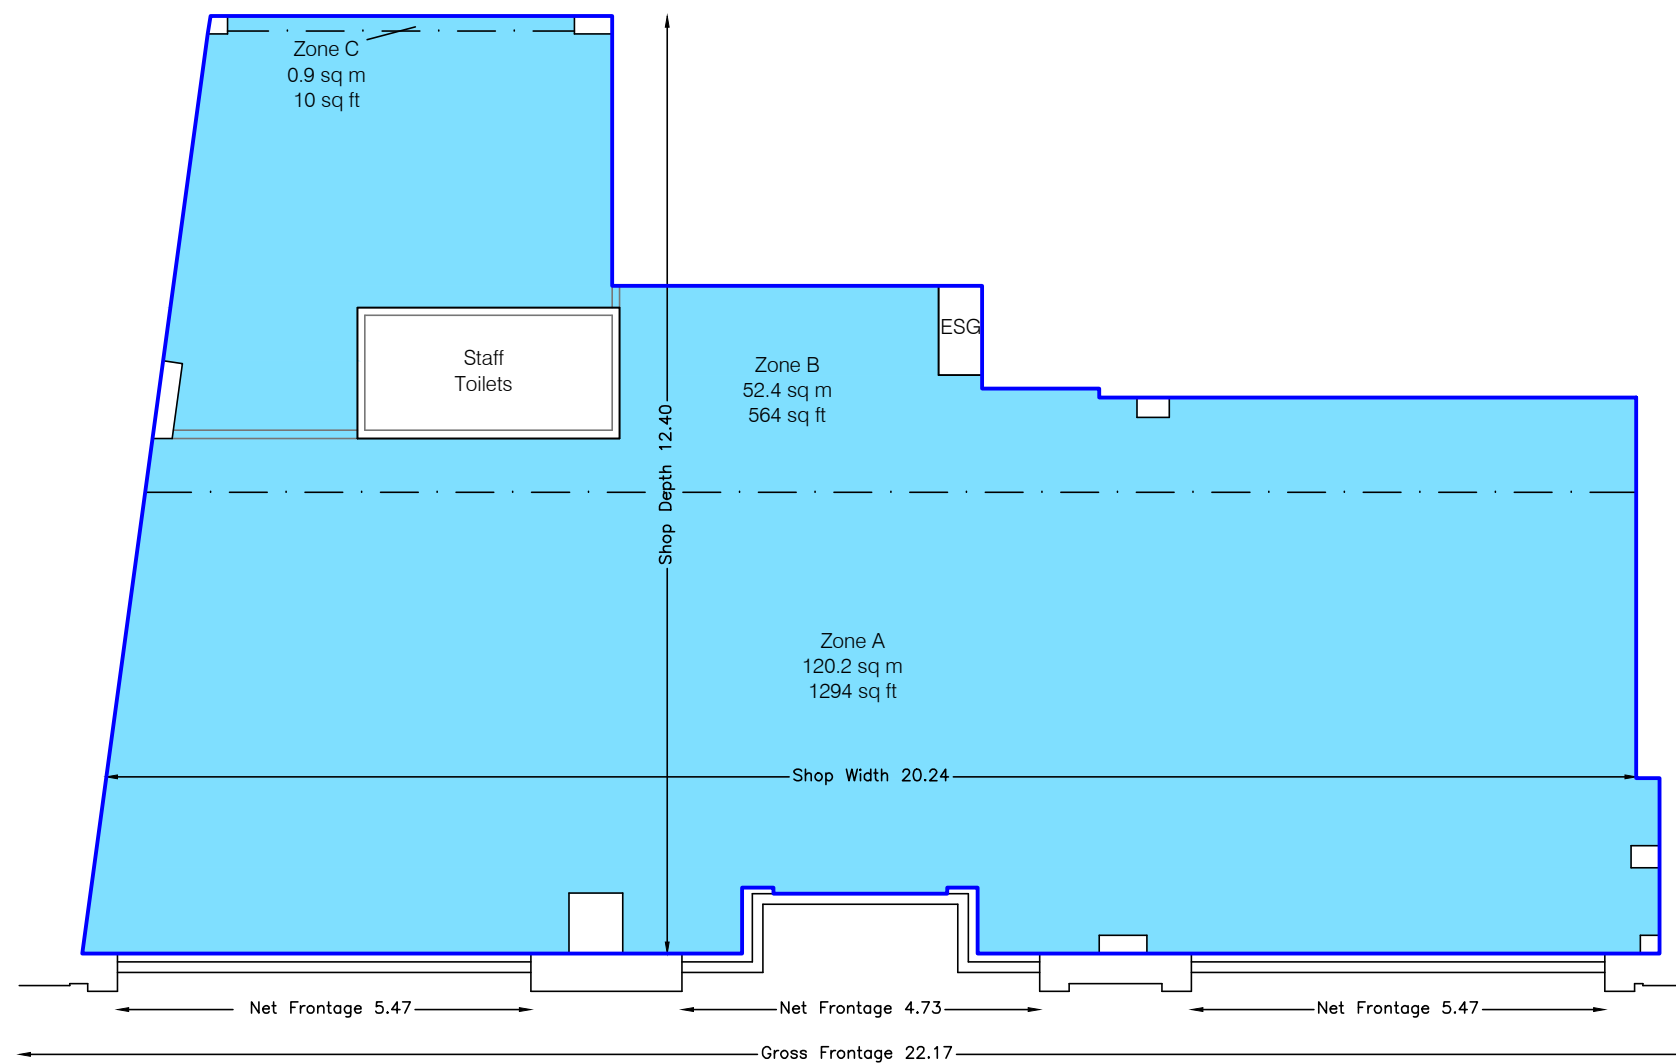 Zone C
0.9 sq m
10 sq ft
Staff
Toilets
ESG
Zone B
52.4 sq m
564 sq ft
Shop Depth 12.40
Zone A
120.2 sq m
1294 sq ft
Shop Width 20.24
Net Frontage 5.47
Net Frontage 4.73
Net Frontage 5.47
Gross Frontage 22.17